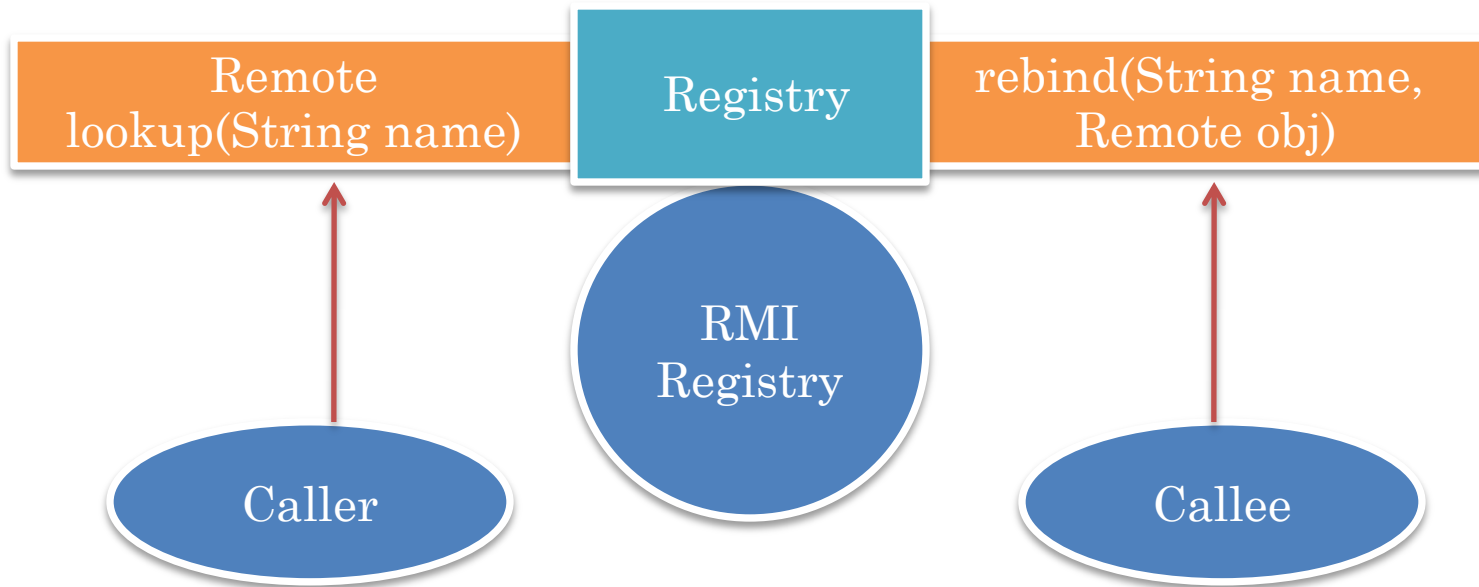 Remote
lookup(String name)
Registry
rebind(String name,
Remote obj)
RMI
Registry
Caller
Callee